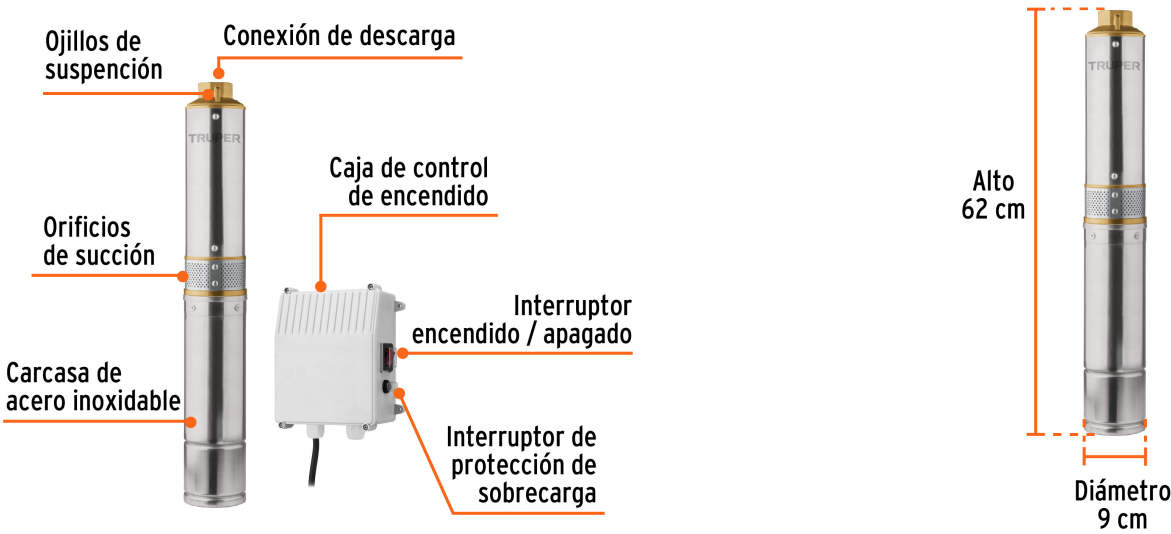 Ojillos de
suspención
Conexión de descarga
TRUPER
Caja de control
de encendido
Orificios
de succión
Interruptor
encendido / apagado
Carcasa de
acero inoxidable
Interruptor de
protección de
sobrecarga
TRUPER
Alto
62 cm
Diámetro
9 cm